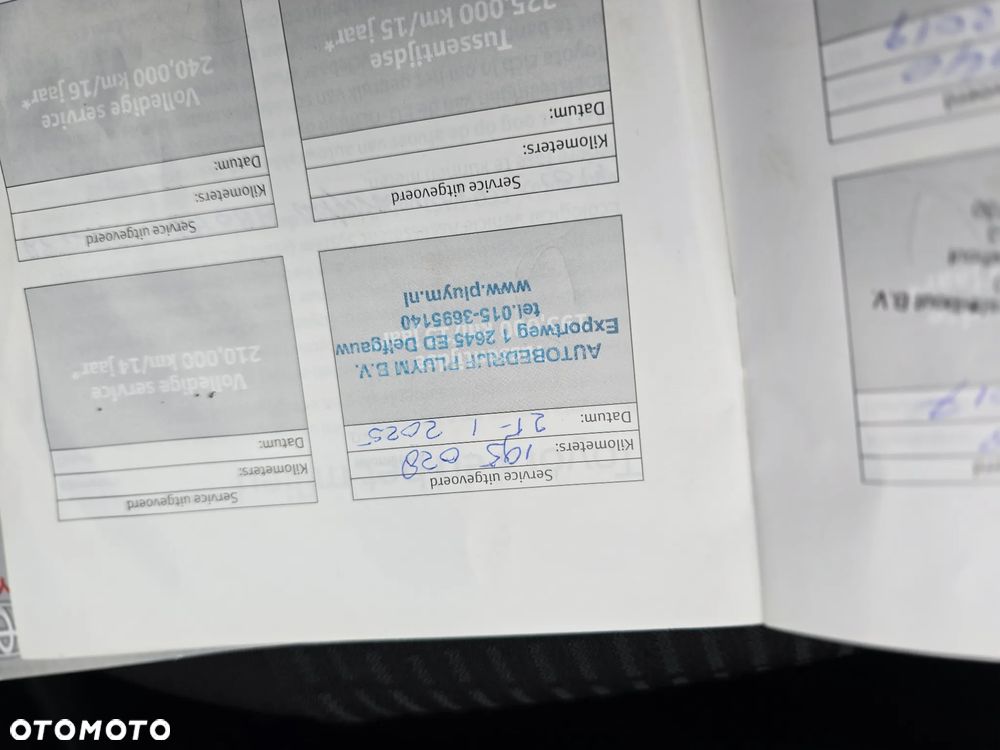 Service uitgevoerd
Kilometers: 195 028
Datum: 21-1 2025
AUTOBEDRIJF PLUYM B.V.
Exportweg 1 2645 ED Delfgauw
tel.015-3695140
www.pluym.nl
Service uitgevoerd
Kilometers:
Datum:
Volledige service
210,000 km/14 jaar*
Service uitgevoerd
Kilometers:
Datum:
Tussentijdse
225,000 km/15 jaar*
Service uitgevoerd
Kilometers:
Datum:
Volledige service
240,000 km/16 jaar*
B.V.
OTOMOTO